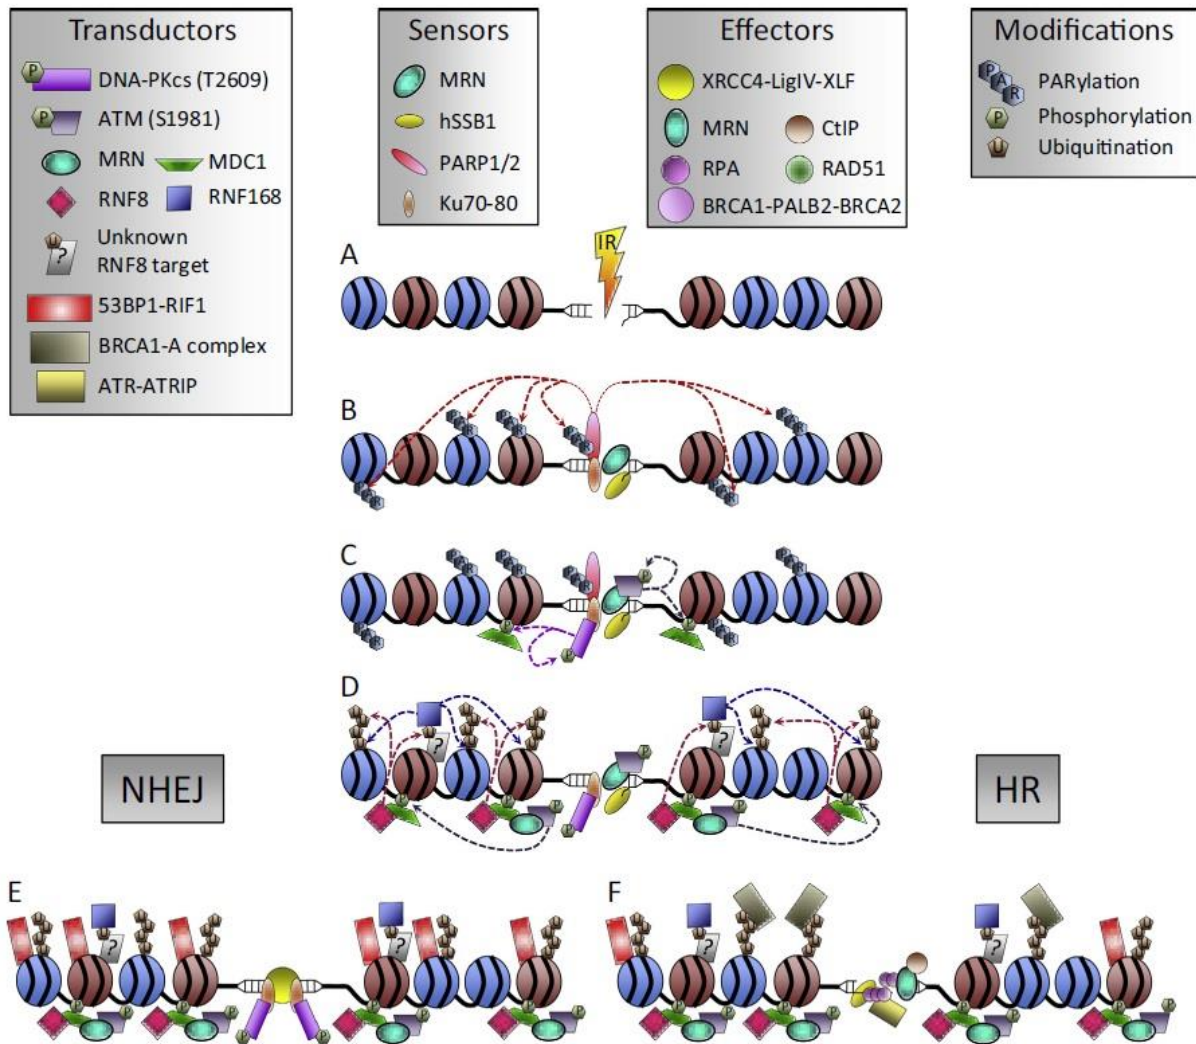 Transductors
DNA-PKcs (T2609)
ATM (S1981)
MRN
MDC1
RNF8
RNF168
Unknown
RNF8 target
53BP1-RIF1
BRCA1-A complex
ATR-ATRIP
P
P
U
?
Sensors
MRN
hSSB1
PARP1/2
Ku70-80
Effectors
XRCC4-LigIV-XLF
MRN
CtIP
RPA
RAD51
BRCA1-PALB2-BRCA2
Modifications
P A R
PARylation
P
Phosphorylation
U
Ubiquitination
A
IR
B
C
D
NHEJ
HR
E
F